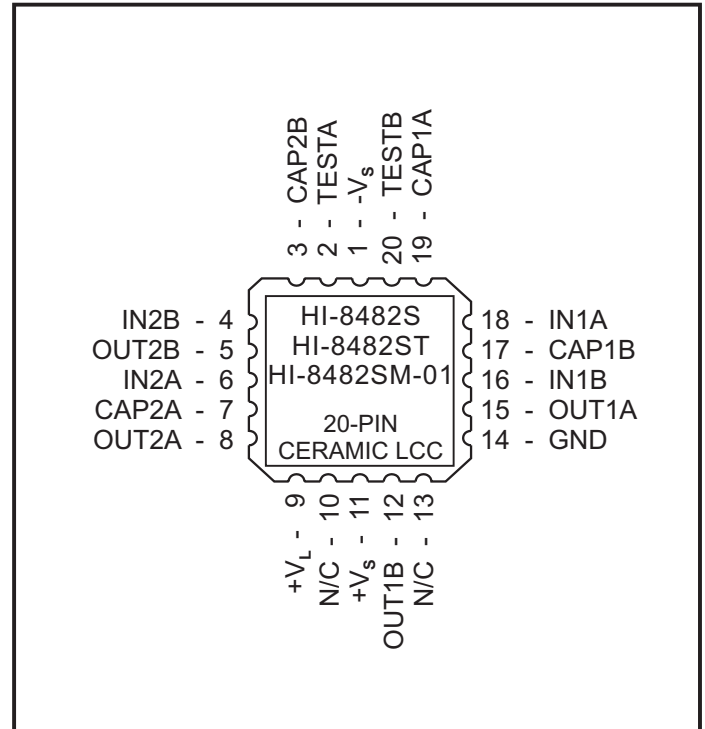 3 - CAP2B
2 - TESTA
1 - -Vs
20 - TESTB
19 - CAP1A
IN2B - 4
OUT2B - 5
IN2A - 6
CAP2A - 7
OUT2A - 8
HI-8482S
HI-8482ST
HI-8482SM-01
20-PIN
CERAMIC LCC
18 - IN1A
17 - CAP1B
16 - IN1B
15 - OUT1A
14 - GND
+VL - 9
N/C - 10
+Vs - 11
OUT1B - 12
N/C - 13